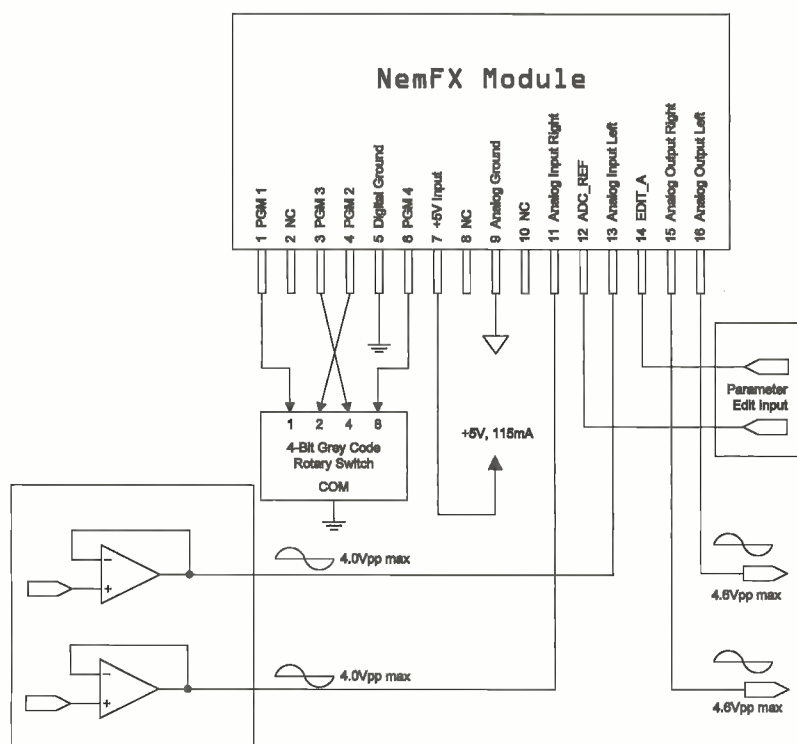 NemFX Module
1 PGM 1
2 NC
3 PGM 3
4 PGM 2
5 Digital Ground
6 PGM 4
7 +5V Input
8 NC
9 Analog Ground
10 NC
11 Analog Input Right
12 ADC_REF
13 Analog Input Left
14 EDIT_A
15 Analog Output Right
16 Analog Output Left
1 2 4 8
4-Bit Grey Code
Rotary Switch
COM
+5V, 115mA
Parameter
Edit Input
4.0Vpp max
4.6Vpp max
4.0Vpp max
4.6Vpp max
- +
- +